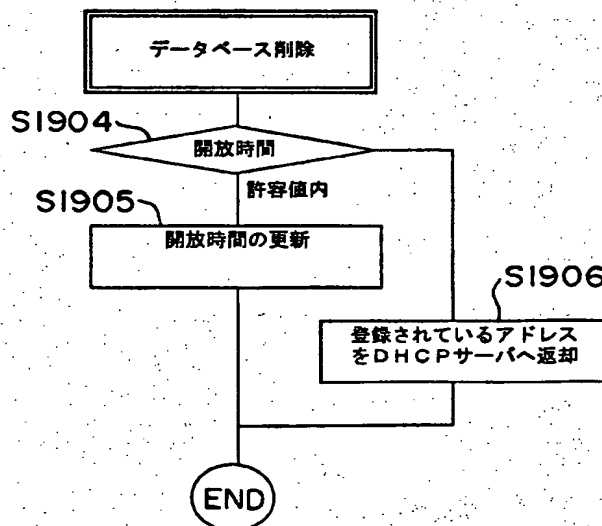 データベース削除
S1904
開放時間
許容値内
S1905
開放時間の更新
S1906
登録されているアドレス
をDHCPサーバへ返却
END